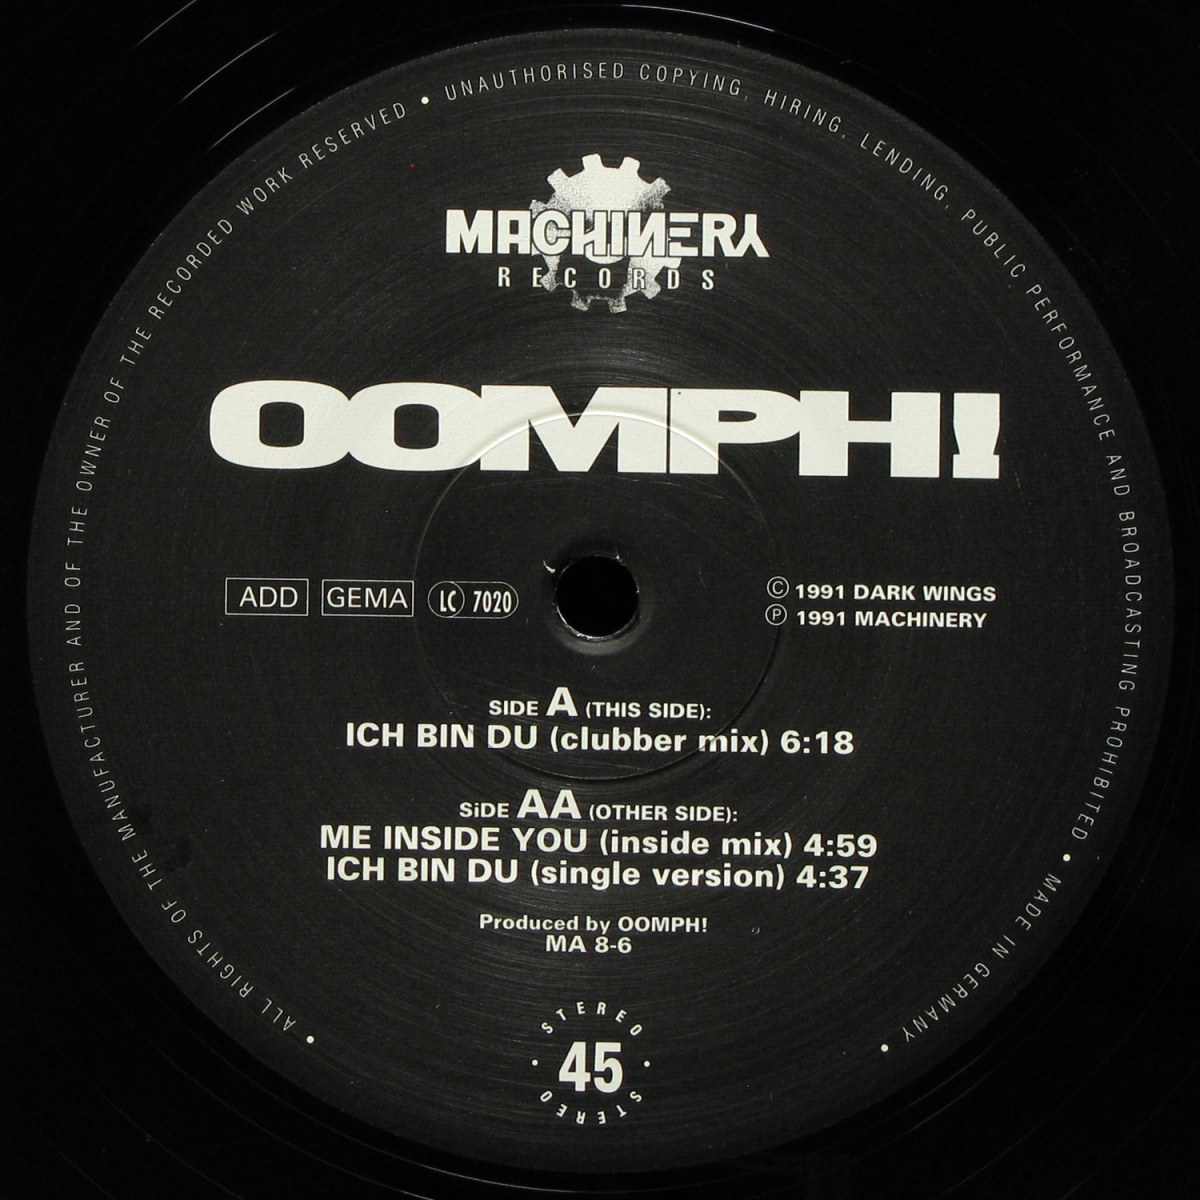 • ALL RIGHTS OF THE MANUFACTURER AND OF THE OWNER OF THE RECORDED WORK RESERVED • UNAUTHORISED COPYING, HIRING, LENDING, PUBLIC PERFORMANCE AND BROADCASTING PROHIBITED • MADE IN GERMANY •
MACHINERY
RECORDS
OOMPH!
ADD GEMA LC 7020
© 1991 DARK WINGS
℗ 1991 MACHINERY
SIDE A (THIS SIDE):
ICH BIN DU (clubber mix) 6:18
SiDE AA (OTHER SIDE):
ME INSIDE YOU (inside mix) 4:59
ICH BIN DU (single version) 4:37
Produced by OOMPH!
MA 8-6
STEREO
· 45 ·
STEREO